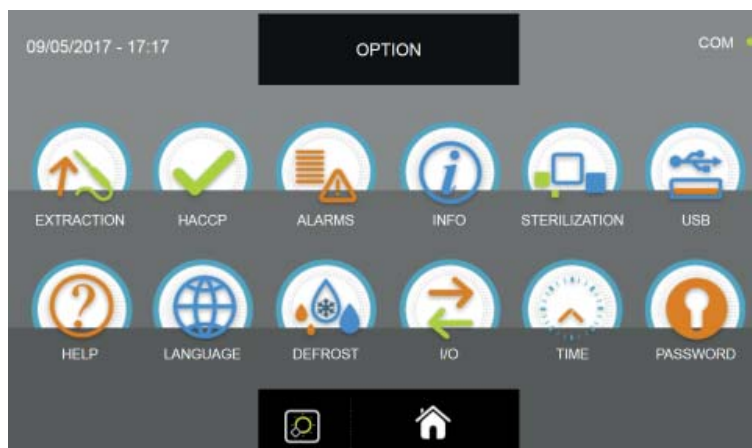 09/05/2017 - 17:17
OPTION
COM
EXTRACTION
HACCP
ALARMS
INFO
STERILIZATION
USB
HELP
LANGUAGE
DEFROST
I/O
TIME
PASSWORD